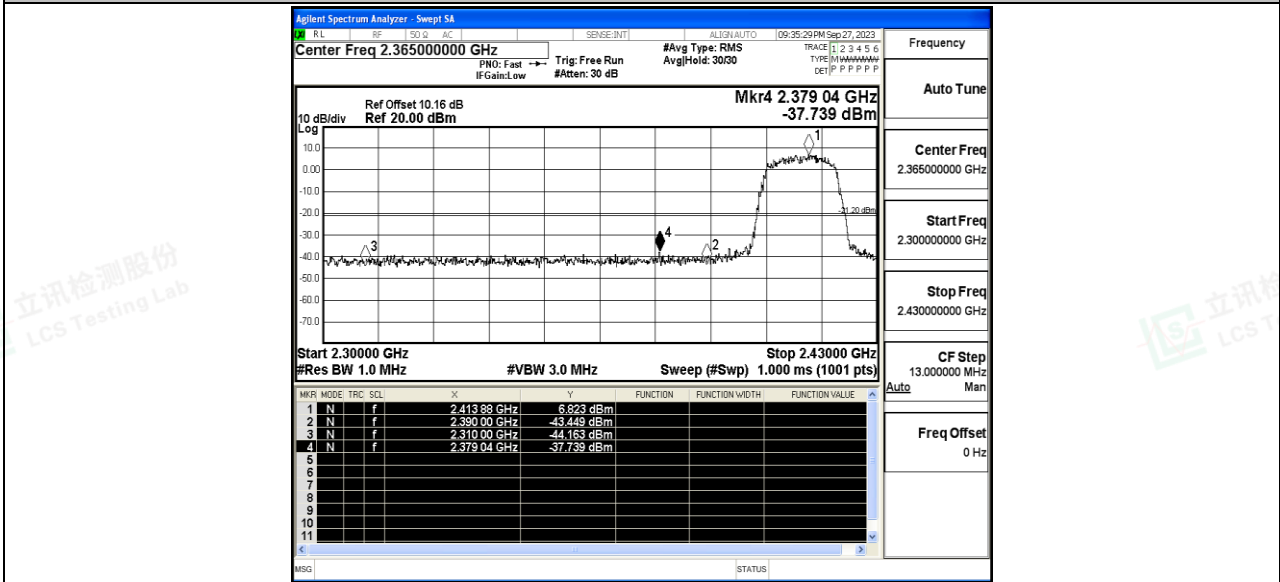 Agilent Spectrum Analyzer - Swept SA
RL RF 50 Ω AC SENSE:INT ALIGNAUTO 09:35:29 PM Sep 27, 2023
Center Freq 2.365000000 GHz
PNO: Fast
IFGain:Low
Trig: Free Run
#Atten: 30 dB
#Avg Type: RMS
Avg|Hold: 30/30
TRACE 1 2 3 4 5 6
TYPE M W W W W W
DET P P P P P P
Mkr4 2.379 04 GHz
-37.739 dBm
Ref Offset 10.16 dB
10 dB/div Ref 20.00 dBm
Log
10.0
0.00
-10.0
-20.0
-30.0
-40.0
-50.0
-60.0
-70.0
1
2
3
4
-21.20 dBm
Start 2.30000 GHz Stop 2.43000 GHz
#Res BW 1.0 MHz #VBW 3.0 MHz Sweep (#Swp) 1.000 ms (1001 pts)
MKR MODE TRC SCL X Y FUNCTION FUNCTION WIDTH FUNCTION VALUE
1 N f 2.413 88 GHz 6.823 dBm
2 N f 2.390 00 GHz -43.449 dBm
3 N f 2.310 00 GHz -44.163 dBm
4 N f 2.379 04 GHz -37.739 dBm
5
6
7
8
9
10
11
MSG STATUS
Frequency
Auto Tune
Center Freq
2.365000000 GHz
Start Freq
2.300000000 GHz
Stop Freq
2.430000000 GHz
CF Step
13.000000 MHz
Auto Man
Freq Offset
0 Hz
立讯检测股份
LCS Testing Lab
立讯检
LCS T